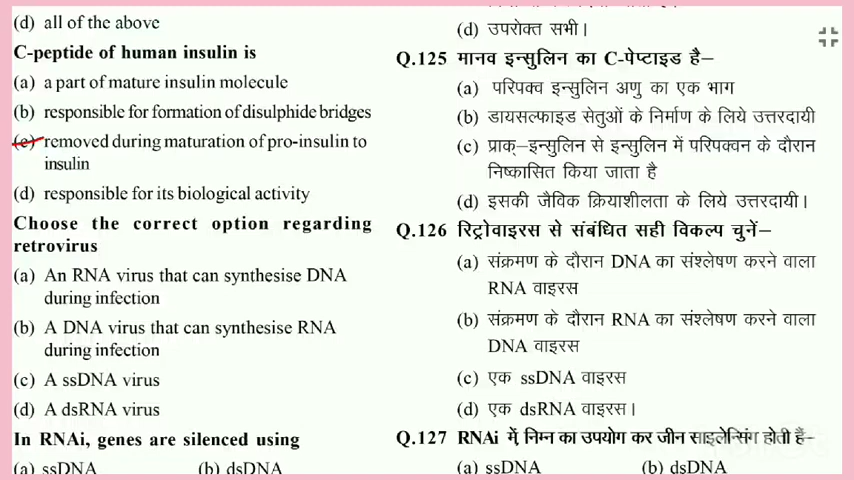 (d) all of the above
C-peptide of human insulin is
(a) a part of mature insulin molecule
(b) responsible for formation of disulphide bridges
(c) removed during maturation of pro-insulin to
insulin
(d) responsible for its biological activity
Choose the correct option regarding
retrovirus
(a) An RNA virus that can synthesise DNA
during infection
(b) A DNA virus that can synthesise RNA
during infection
(c) A ssDNA virus
(d) A dsRNA virus
In RNAi, genes are silenced using
(a) ssDNA (b) dsDNA
(d) उपरोक्त सभी।
Q.125 मानव इन्सुलिन का C-पेप्टाइड है–
(a) परिपक्व इन्सुलिन अणु का एक भाग
(b) डायसल्फाइड सेतुओं के निर्माण के लिये उत्तरदायी
(c) प्राक्–इन्सुलिन से इन्सुलिन में परिपक्वन के दौरान
निष्कासित किया जाता है
(d) इसकी जैविक क्रियाशीलता के लिये उत्तरदायी।
Q.126 रिट्रोवाइरस से संबंधित सही विकल्प चुनें–
(a) संक्रमण के दौरान DNA का संश्लेषण करने वाला
RNA वाइरस
(b) संक्रमण के दौरान RNA का संश्लेषण करने वाला
DNA वाइरस
(c) एक ssDNA वाइरस
(d) एक dsRNA वाइरस।
Q.127 RNAi में, निम्न का उपयोग कर जीन साइलेन्सिंग होती हैं–
(a) ssDNA (b) dsDNA